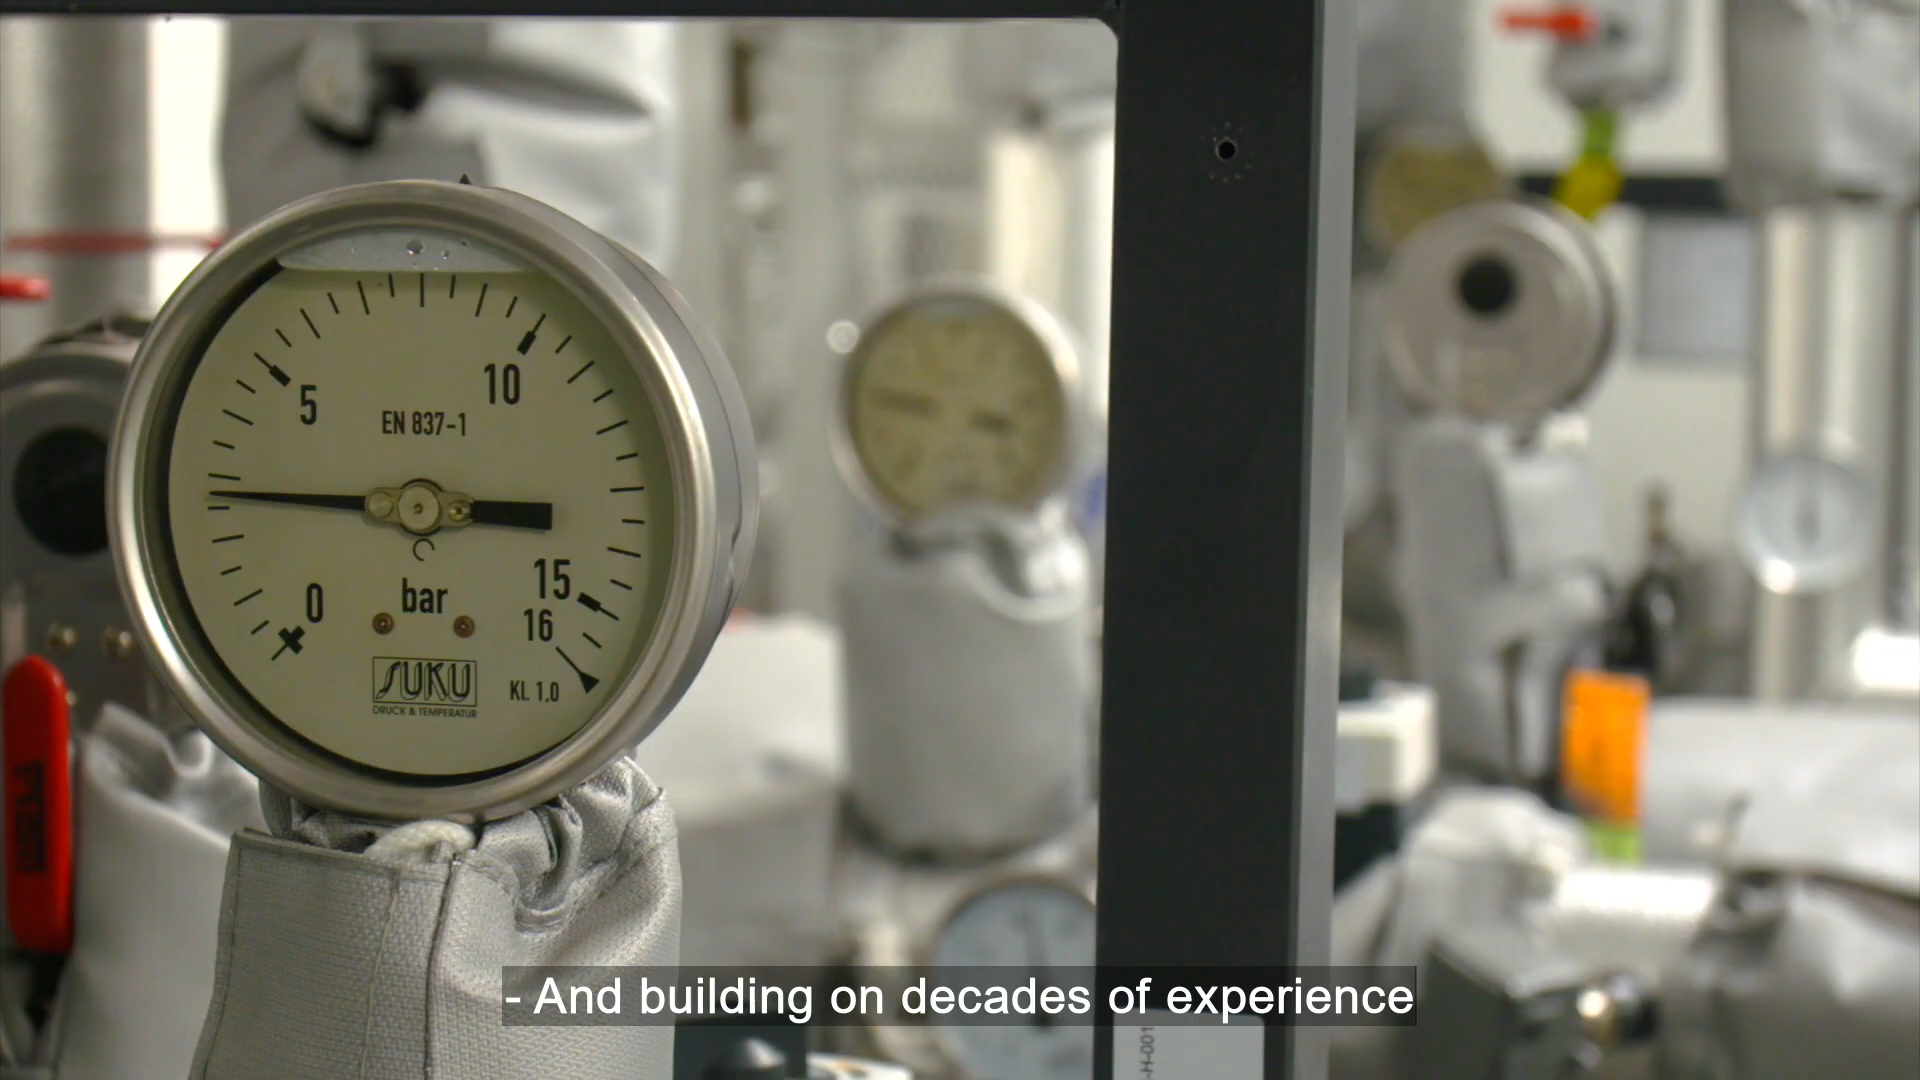 5
10
EN 837-1
0
bar
15
16
SUKU
DRUCK & TEMPERATUR
KL 1,0
- And building on decades of experience
-H-001